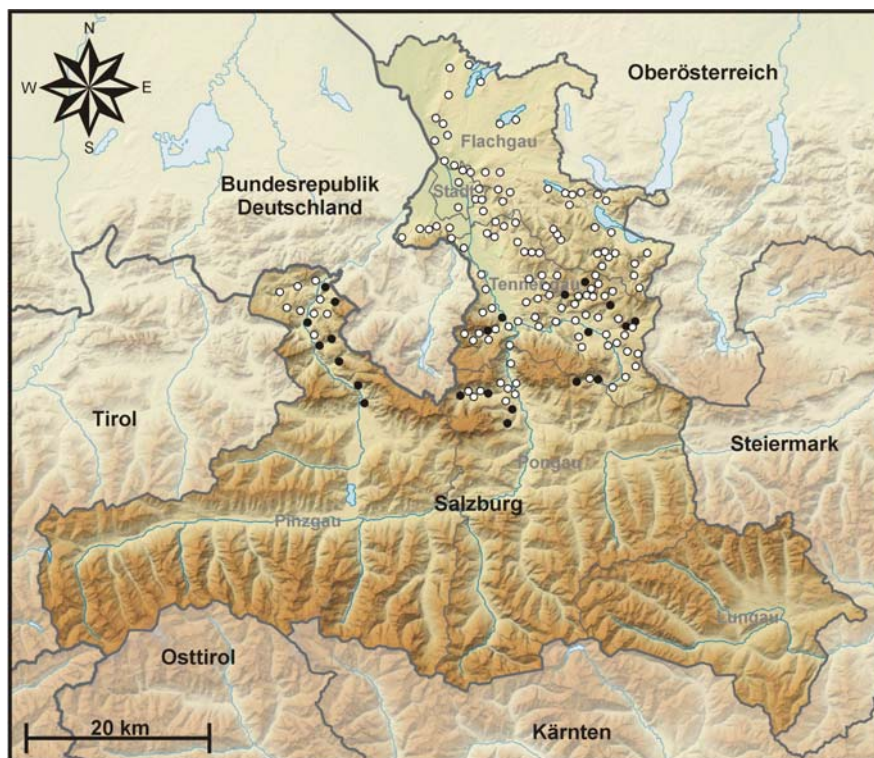 N
W
E
S
Oberösterreich
Flachgau
Bundesrepublik
Deutschland
Stadt
Tennengau
Tirol
Steiermark
Pongau
Salzburg
Pinzgau
Lungau
Osttirol
20 km
Kärnten